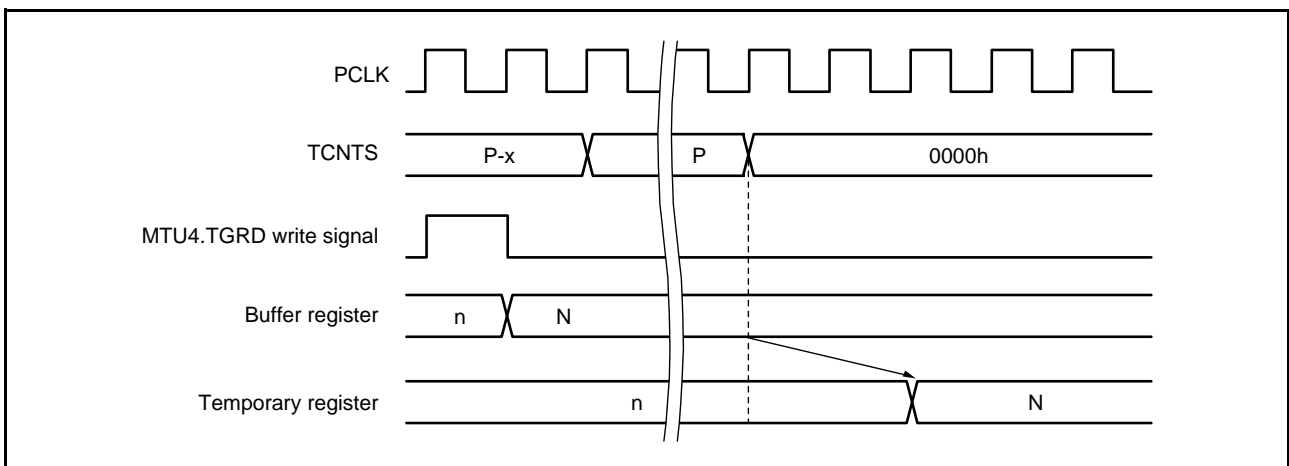 PCLK
TCNTS P-x P 0000h
MTU4.TGRD write signal
Buffer register n N
Temporary register n N